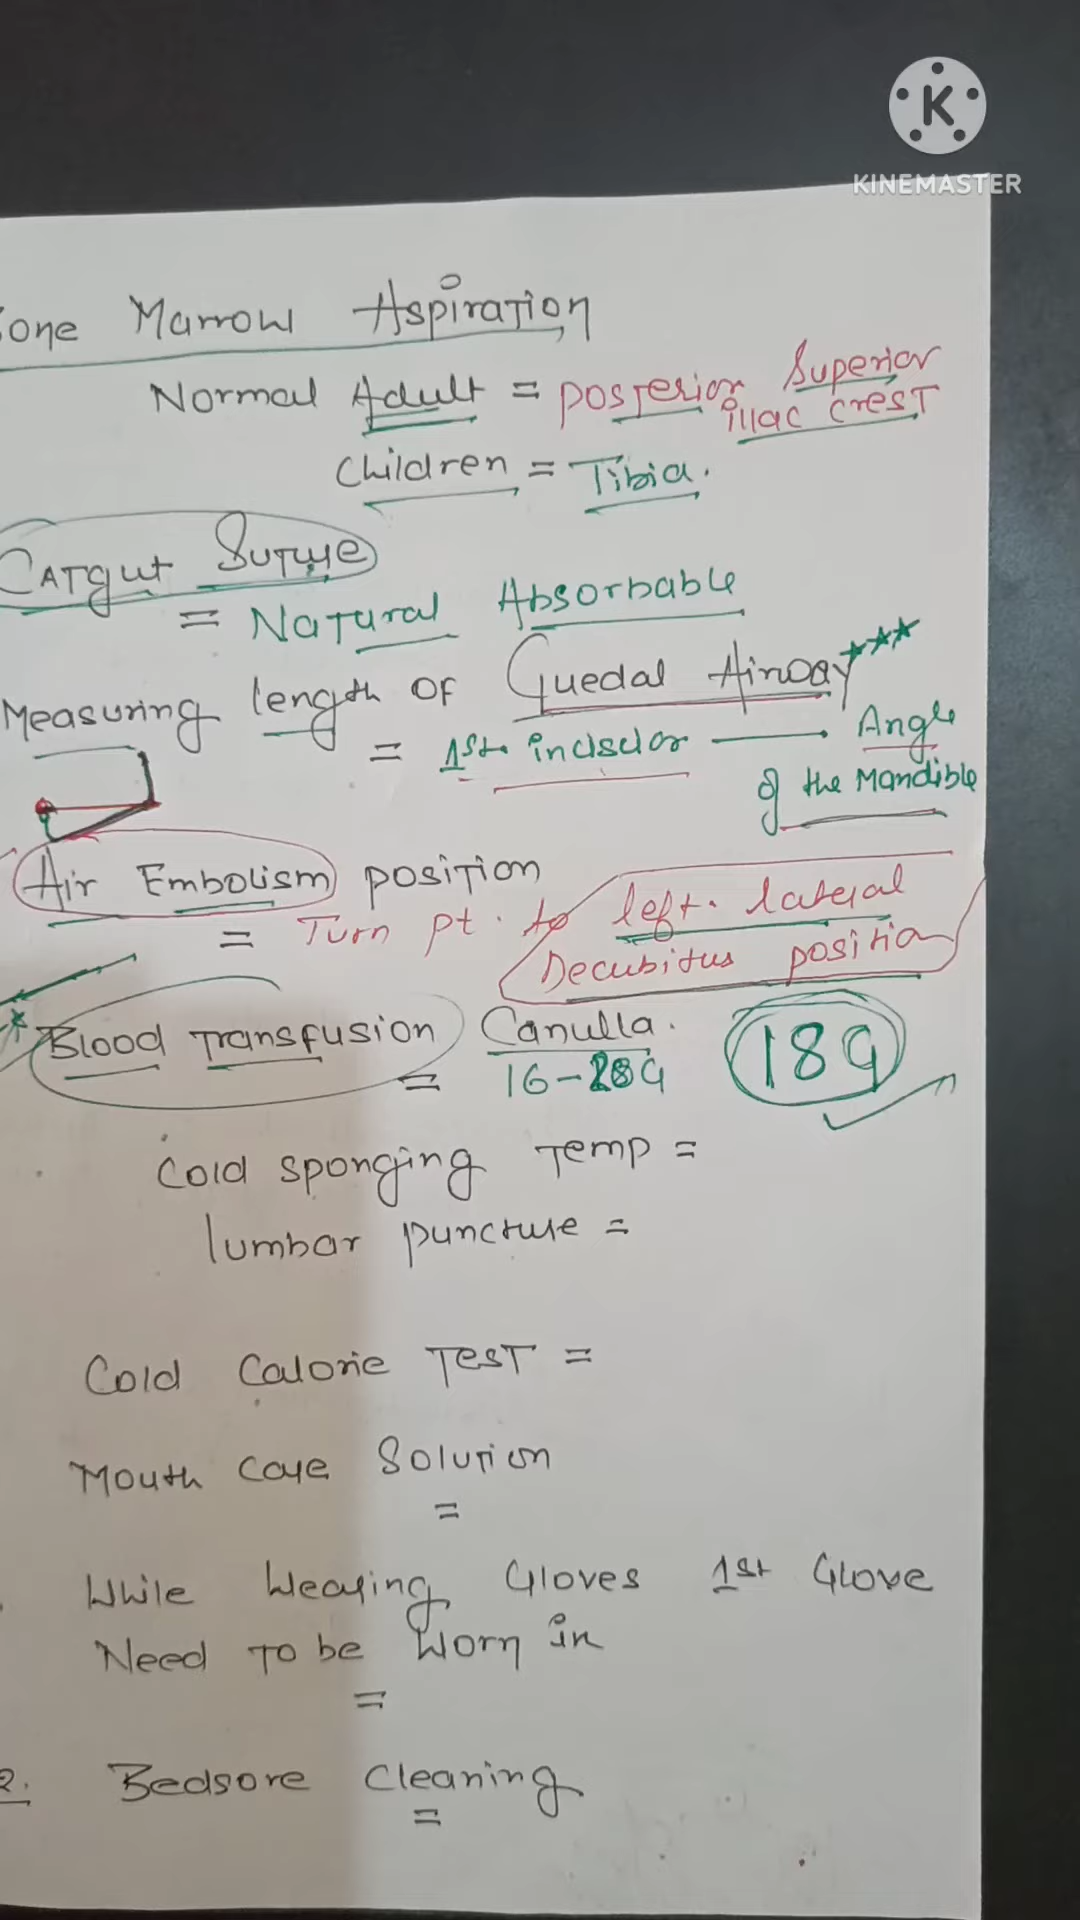 KINEMASTER
one Marrow Aspiration
Normal Adult = Posterior Superior
illac crest
Children = Tibia.
Catgut Suture
= Natural Absorbable
Measuring length of Guedal Airway ***
= 1st incisior — Angle
of the Mandible
Air Embolism position
= Turn pt. to left. lateral
Decubitus position
* Blood Transfusion Canulla.
= 16-18G 18G
Cold sponging Temp =
lumbar puncture =
Cold Calorie Test =
Mouth care Solution
=
While Wearing Gloves 1st Glove
Need To be Worn in
=
2. Bedsore Cleaning
=